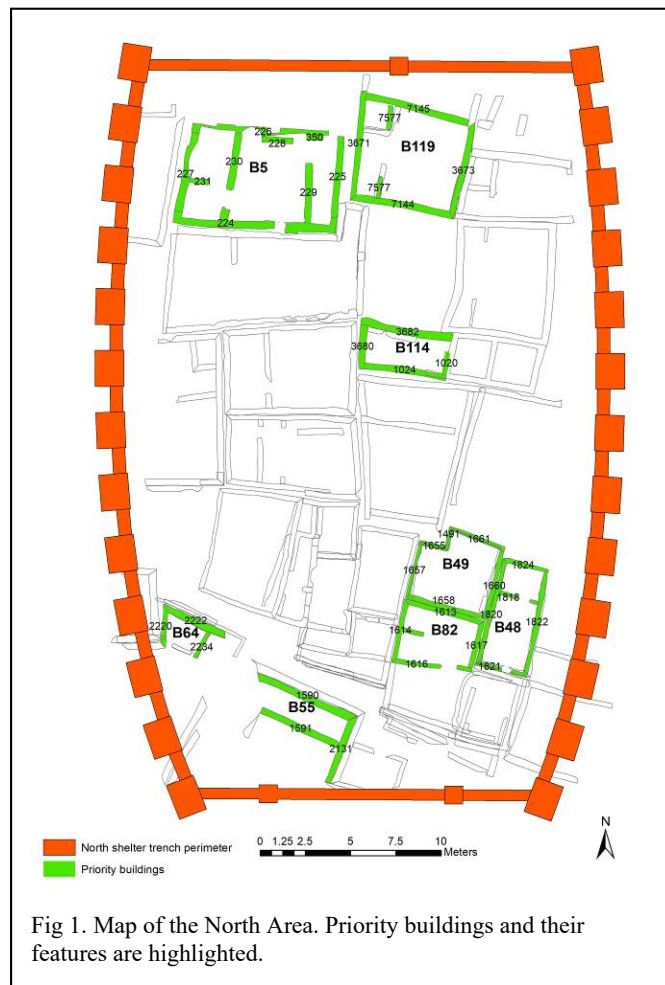 7145
226
7577
350
228
3671
B119
230
B5
225
3673
227
231
229
7577
7144
224
3682
3680
B114
1020
1024
1491
1661
1655
B49
1824
1657
1660
1818
1658
1613
1820
1822
2222
2220
B64
1614
B82
1617
B48
2234
1616
1821
1590
B55
1591
2131
N
North shelter trench perimeter
Priority buildings
0 1.25 2.5 5 7.5 10
Meters
Fig 1. Map of the North Area. Priority buildings and their
features are highlighted.